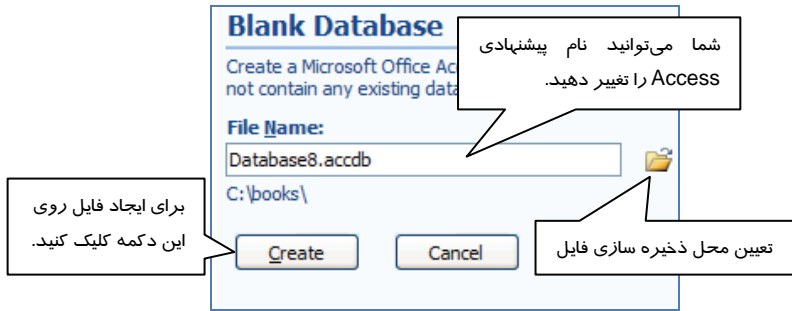 Blank Database
شما می‌توانید نام پیشنهادی
Access را تغییر دهید.
Create a Microsoft Office Ac
not contain any existing data
File Name:
Database8.accdb
C:\books\
برای ایجاد فایل روی
این دکمه کلیک کنید.
Create
Cancel
تعیین محل ذخیره سازی فایل